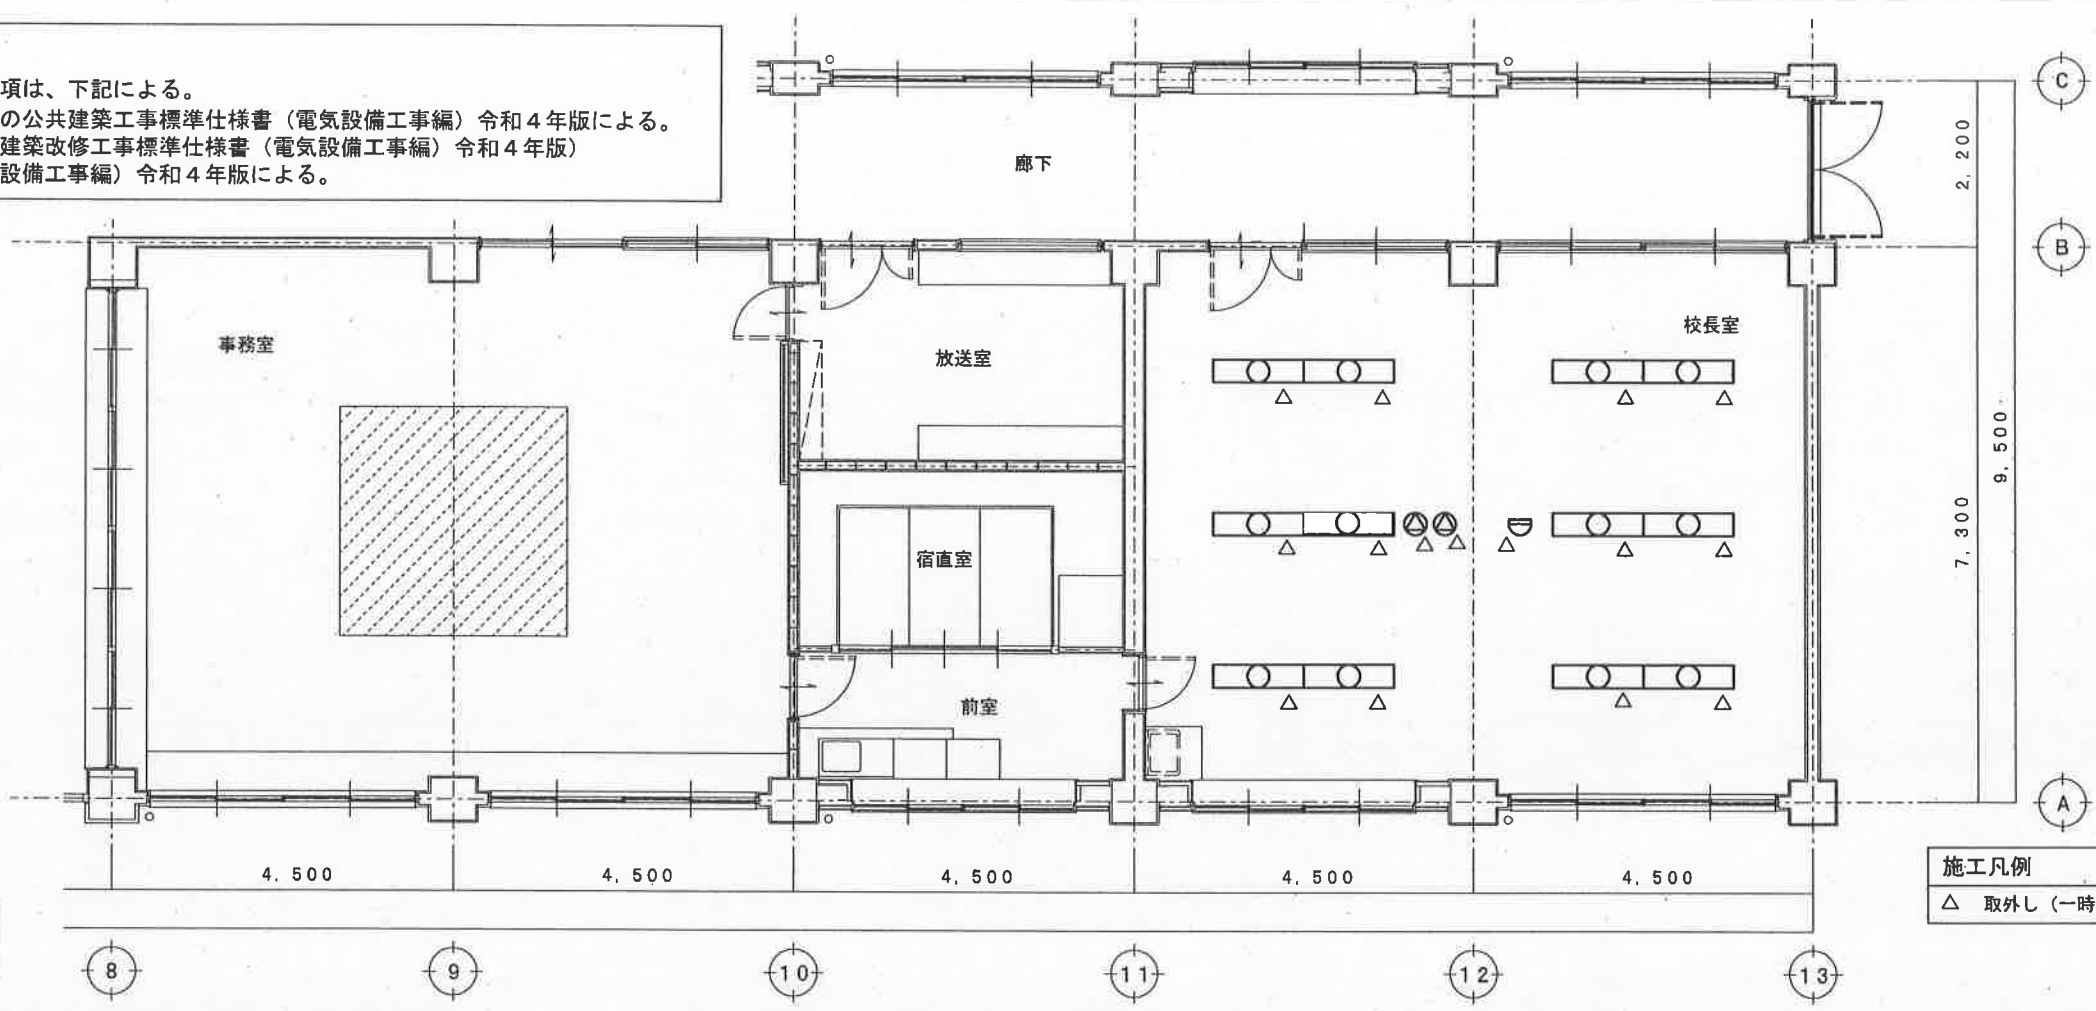 項は、下記による。
の公共建築工事標準仕様書（電気設備工事編）令和４年版による。
建築改修工事標準仕様書（電気設備工事編）令和４年版）
設備工事編）令和４年版による。
C
廊下
2,200
B
事務室
校長室
放送室
9,500
宿直室
7,300
前室
A
4,500
4,500
4,500
4,500
4,500
施工凡例
△ 取外し（一時
8
9
10
11
12
13